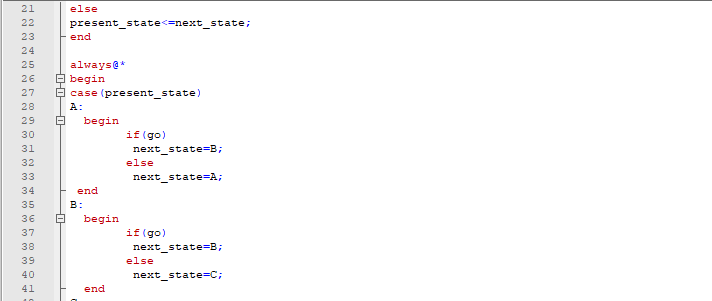 21 else
22 present_state<=next_state;
23 end
24
25 always@*
26 begin
27 case(present_state)
28 A:
29 begin
30 if(go)
31 next_state=B;
32 else
33 next_state=A;
34 end
35 B:
36 begin
37 if(go)
38 next_state=B;
39 else
40 next_state=C;
41 end